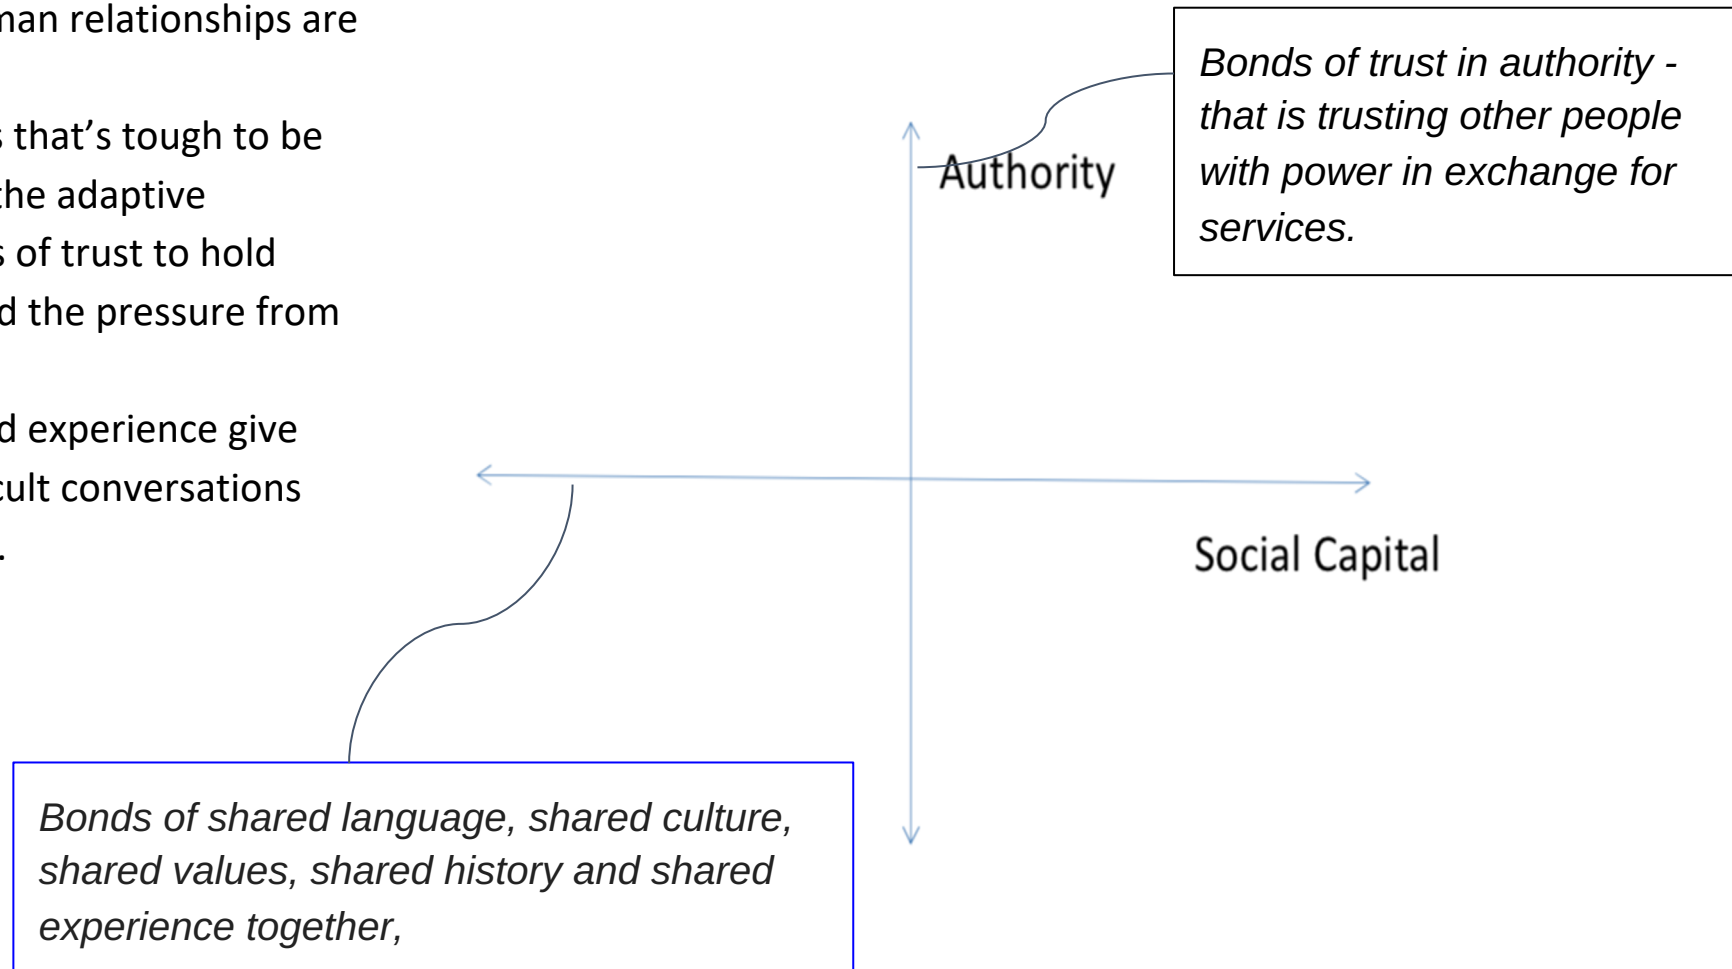 man relationships are
s that’s tough to be
the adaptive
s of trust to hold
d the pressure from
d experience give
cult conversations
.
Authority
Social Capital
Bonds of trust in authority -
that is trusting other people
with power in exchange for
services.
Bonds of shared language, shared culture,
shared values, shared history and shared
experience together,